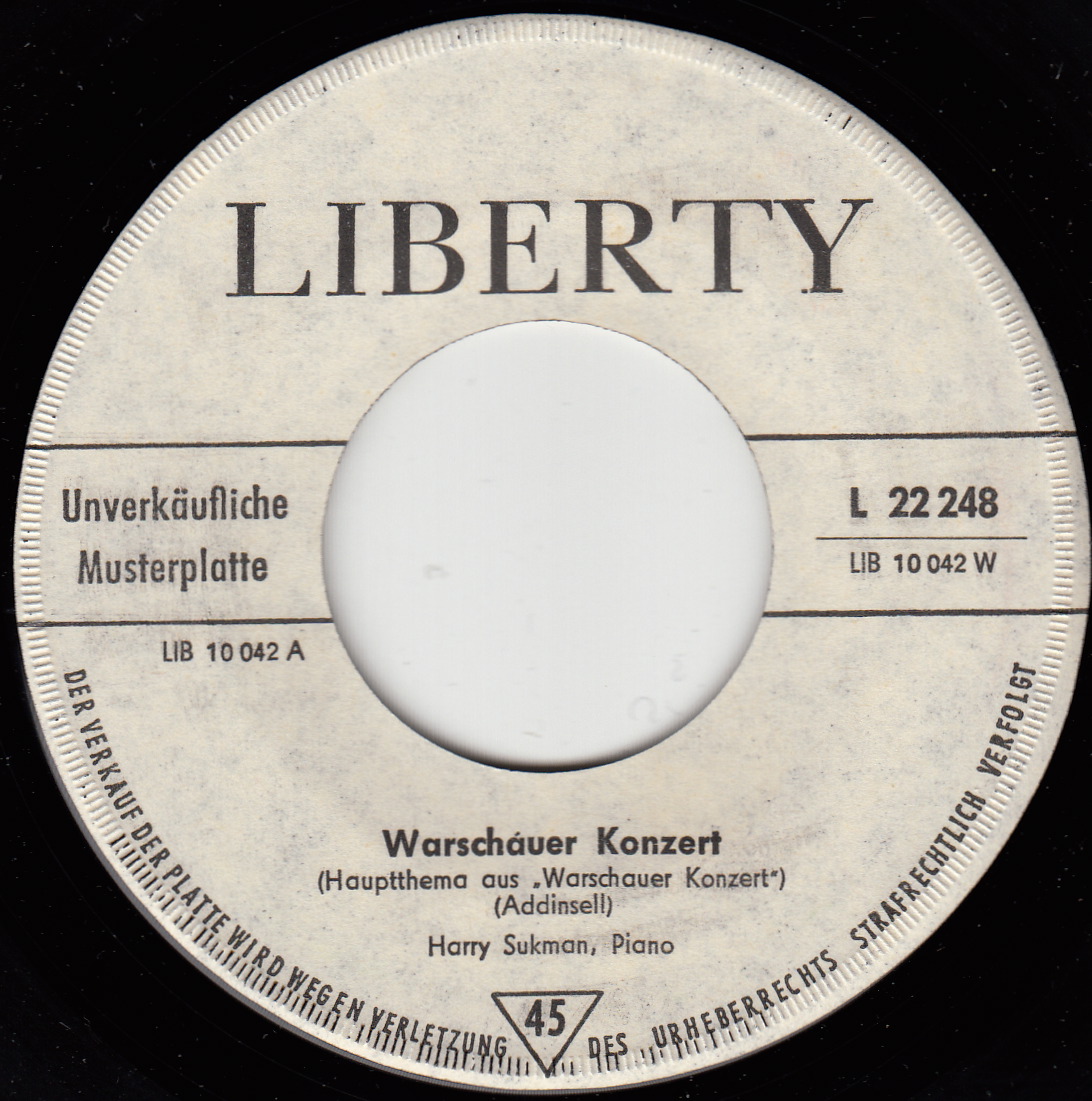 LIBERTY
Unverkäufliche
Musterplatte
L 22 248
LIB 10 042 W
LIB 10 042 A
Warscháuer Konzert
(Hauptthema aus „Warschauer Konzert“)
(Addinsell)
Harry Sukman, Piano
45
DER VERKAUF DER PLATTE WIRD WEGEN VERLETZUNG DES URHEBERRECHTS STRAFRECHTLICH VERFOLGT